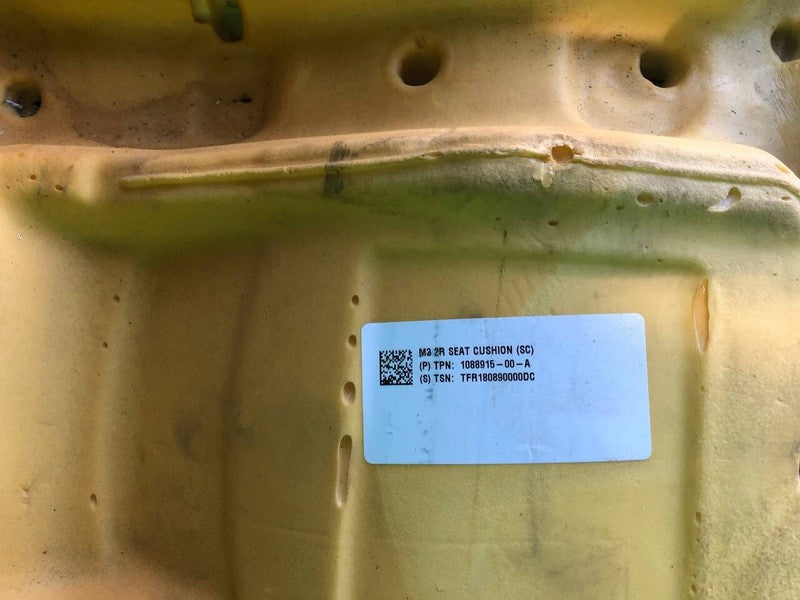 M3 2R SEAT CUSHION (SC)
(P) TPN: 1088915-00-A
(S) TSN: TFR180890000DC